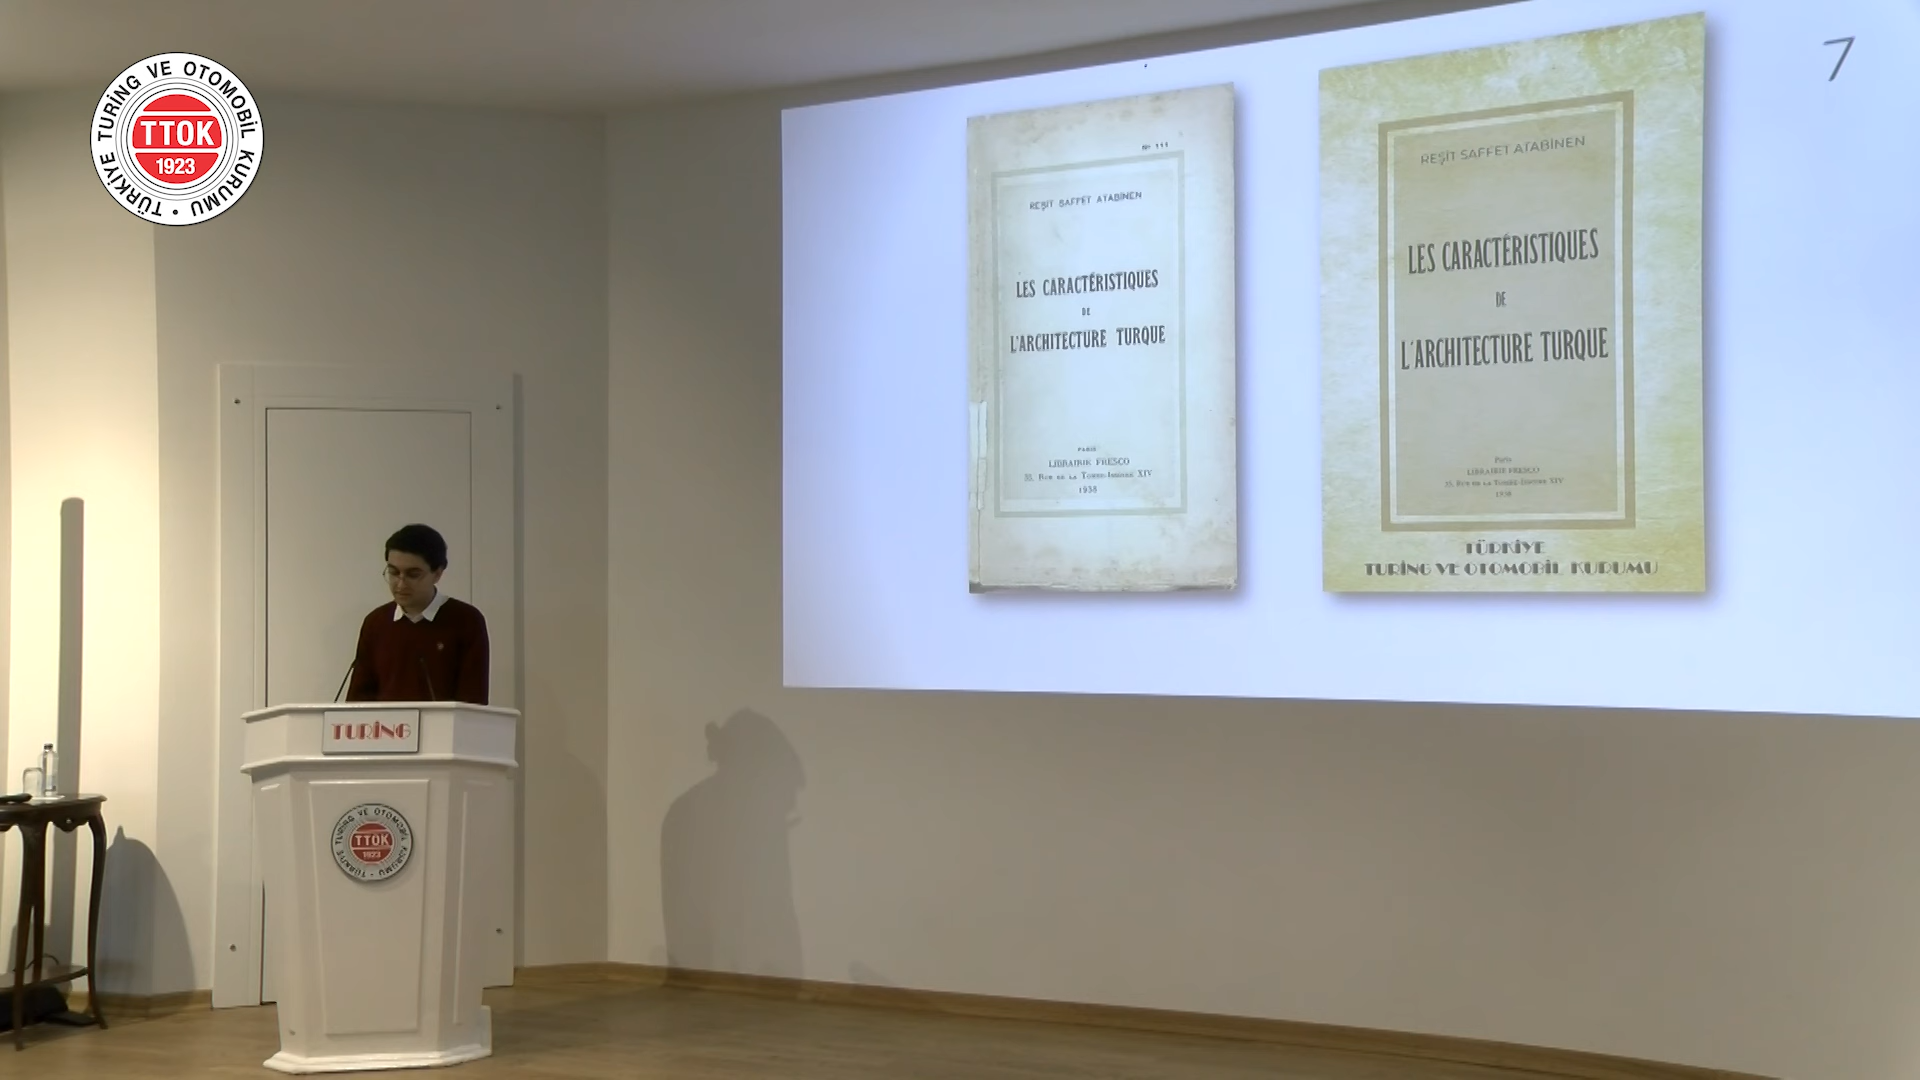 TÜRKİYE TURİNG VE OTOMOBİL KURUMU
TTOK
1923
7
Nº 111
REŞİT SAFFET ATABİNEN
LES CARACTÉRISTIQUES
DE
L'ARCHITECTURE TURQUE
PARIS
LIBRAIRIE FRESCO
1938
REŞİT SAFFET ATABİNEN
LES CARACTÉRISTIQUES
DE
L'ARCHITECTURE TURQUE
Paris
LIBRAIRIE FRESCO
1938
TÜRKİYE
TURİNG VE OTOMOBİL KURUMU
TURİNG
TÜRKİYE TURİNG VE OTOMOBİL KURUMU
TTOK
1923